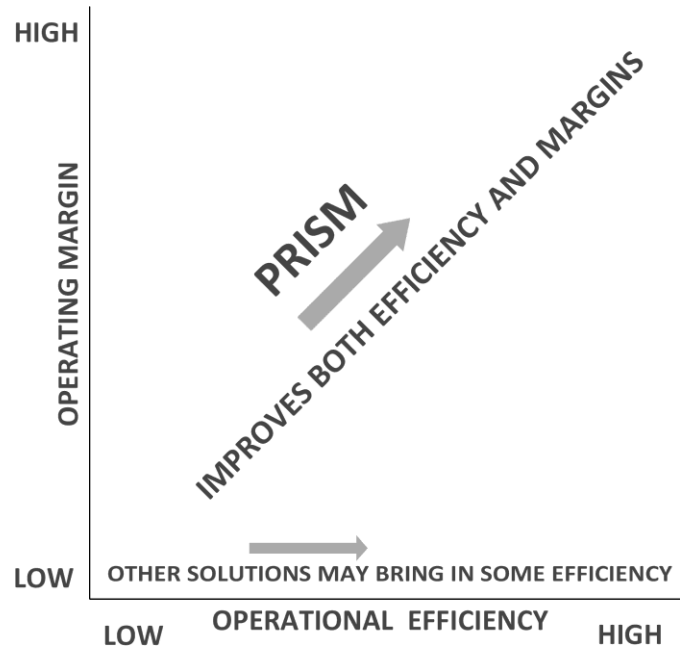 HIGH
OPERATING MARGIN
PRISM
IMPROVES BOTH EFFICIENCY AND MARGINS
LOW
OTHER SOLUTIONS MAY BRING IN SOME EFFICIENCY
LOW
OPERATIONAL EFFICIENCY
HIGH